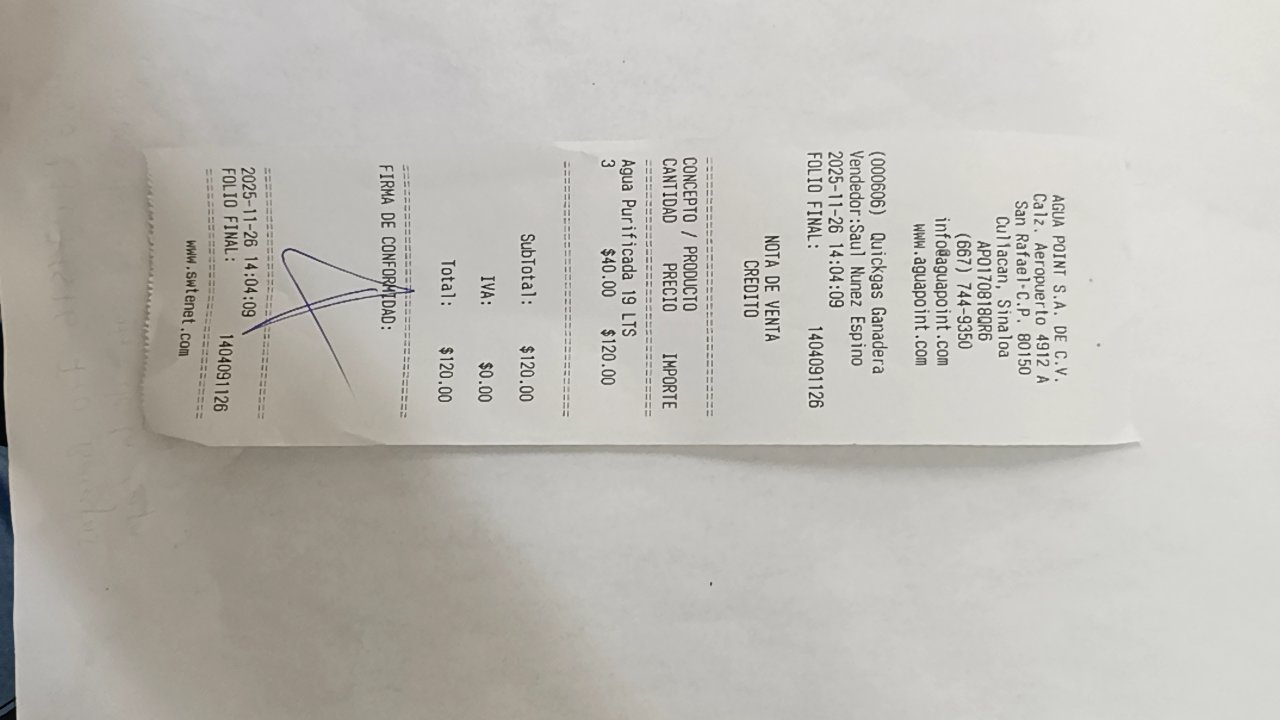 AGUA POINT S.A. DE C.V.
Calz. Aeropuerto 4912 A
San Rafael-C.P. 80150
Culiacan, Sinaloa
APO170818QR6
(667) 744-9350
info@aguapoint.com
www.aguapoint.com
(000606) Quickgas Ganadera
Vendedor:Saul Nunez Espino
2025-11-26 14:04:09
FOLIO FINAL: 1404091126
NOTA DE VENTA
CREDITO
CONCEPTO / PRODUCTO
CANTIDAD PRECIO IMPORTE
Agua Purificada 19 LTS
3 $40.00 $120.00
SubTotal: $120.00
IVA: $0.00
Total: $120.00
FIRMA DE CONFORMIDAD:
2025-11-26 14:04:09
FOLIO FINAL: 1404091126
www.swtenet.com